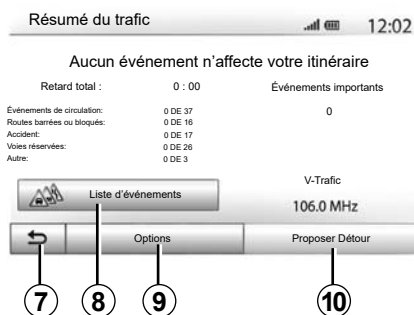 Résumé du trafic
12:02
Aucun événement n’affecte votre itinéraire
Retard total : 0 : 00
Événements importants
0
Événements de circulation: 0 DE 37
Routes barrées ou bloqués: 0 DE 16
Accident: 0 DE 17
Voies réservées: 0 DE 26
Autre: 0 DE 3
Liste d’événements
V-Trafic
106.0 MHz
Options
Proposer Détour
7 8 9 10